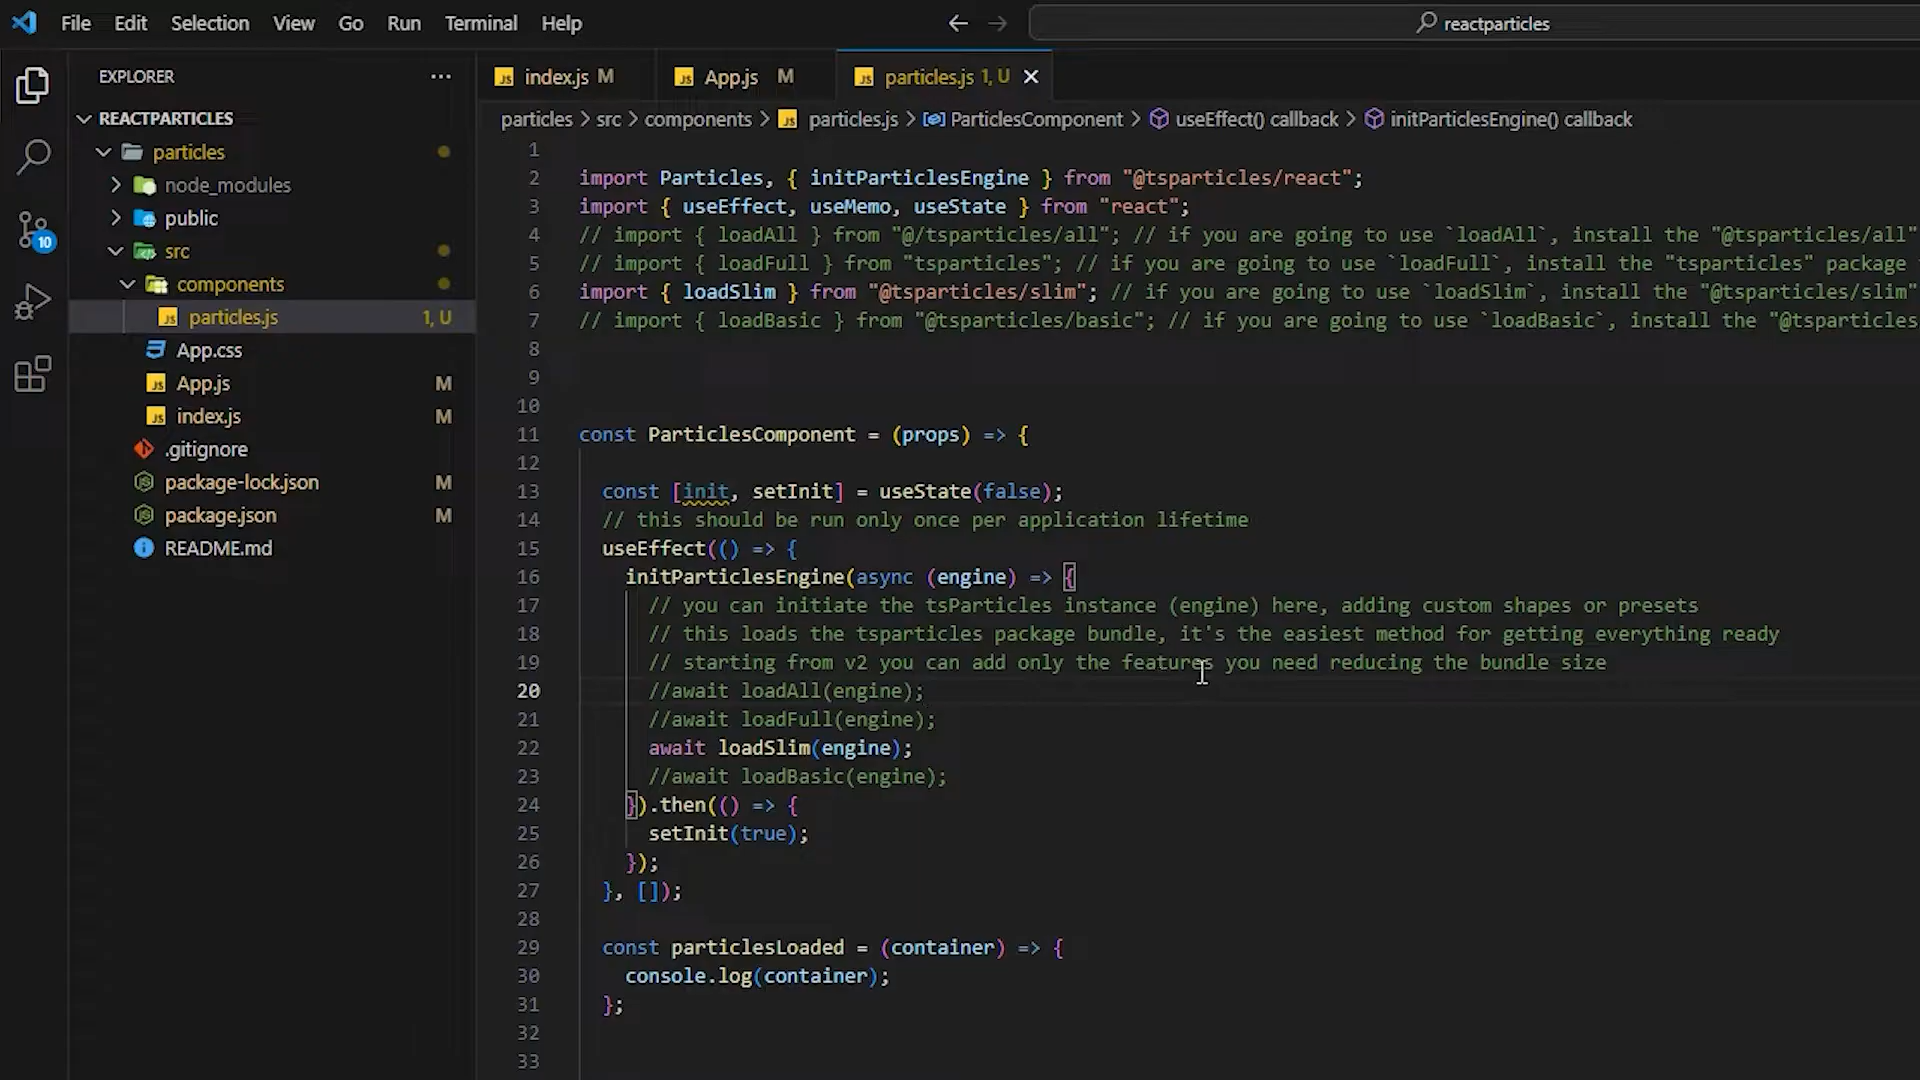 File Edit Selection View Go Run Terminal Help
reactparticles
EXPLORER
REACTPARTICLES
particles
node_modules
public
src
components
particles.js 1, U
App.css
App.js M
index.js M
.gitignore
package-lock.json M
package.json M
README.md
10
index.js M
App.js M
particles.js 1, U
particles > src > components > particles.js > ParticlesComponent > useEffect() callback > initParticlesEngine() callback
1
2 import Particles, { initParticlesEngine } from "@tsparticles/react";
3 import { useEffect, useMemo, useState } from "react";
4 // import { loadAll } from "@/tsparticles/all"; // if you are going to use `loadAll`, install the "@tsparticles/all"
5 // import { loadFull } from "tsparticles"; // if you are going to use `loadFull`, install the "tsparticles" package
6 import { loadSlim } from "@tsparticles/slim"; // if you are going to use `loadSlim`, install the "@tsparticles/slim"
7 // import { loadBasic } from "@tsparticles/basic"; // if you are going to use `loadBasic`, install the "@tsparticles
8
9
10
11 const ParticlesComponent = (props) => {
12
13 const [init, setInit] = useState(false);
14 // this should be run only once per application lifetime
15 useEffect(() => {
16 initParticlesEngine(async (engine) => {
17 // you can initiate the tsParticles instance (engine) here, adding custom shapes or presets
18 // this loads the tsparticles package bundle, it's the easiest method for getting everything ready
19 // starting from v2 you can add only the features you need reducing the bundle size
20 //await loadAll(engine);
21 //await loadFull(engine);
22 await loadSlim(engine);
23 //await loadBasic(engine);
24 }).then(() => {
25 setInit(true);
26 });
27 }, []);
28
29 const particlesLoaded = (container) => {
30 console.log(container);
31 };
32
33